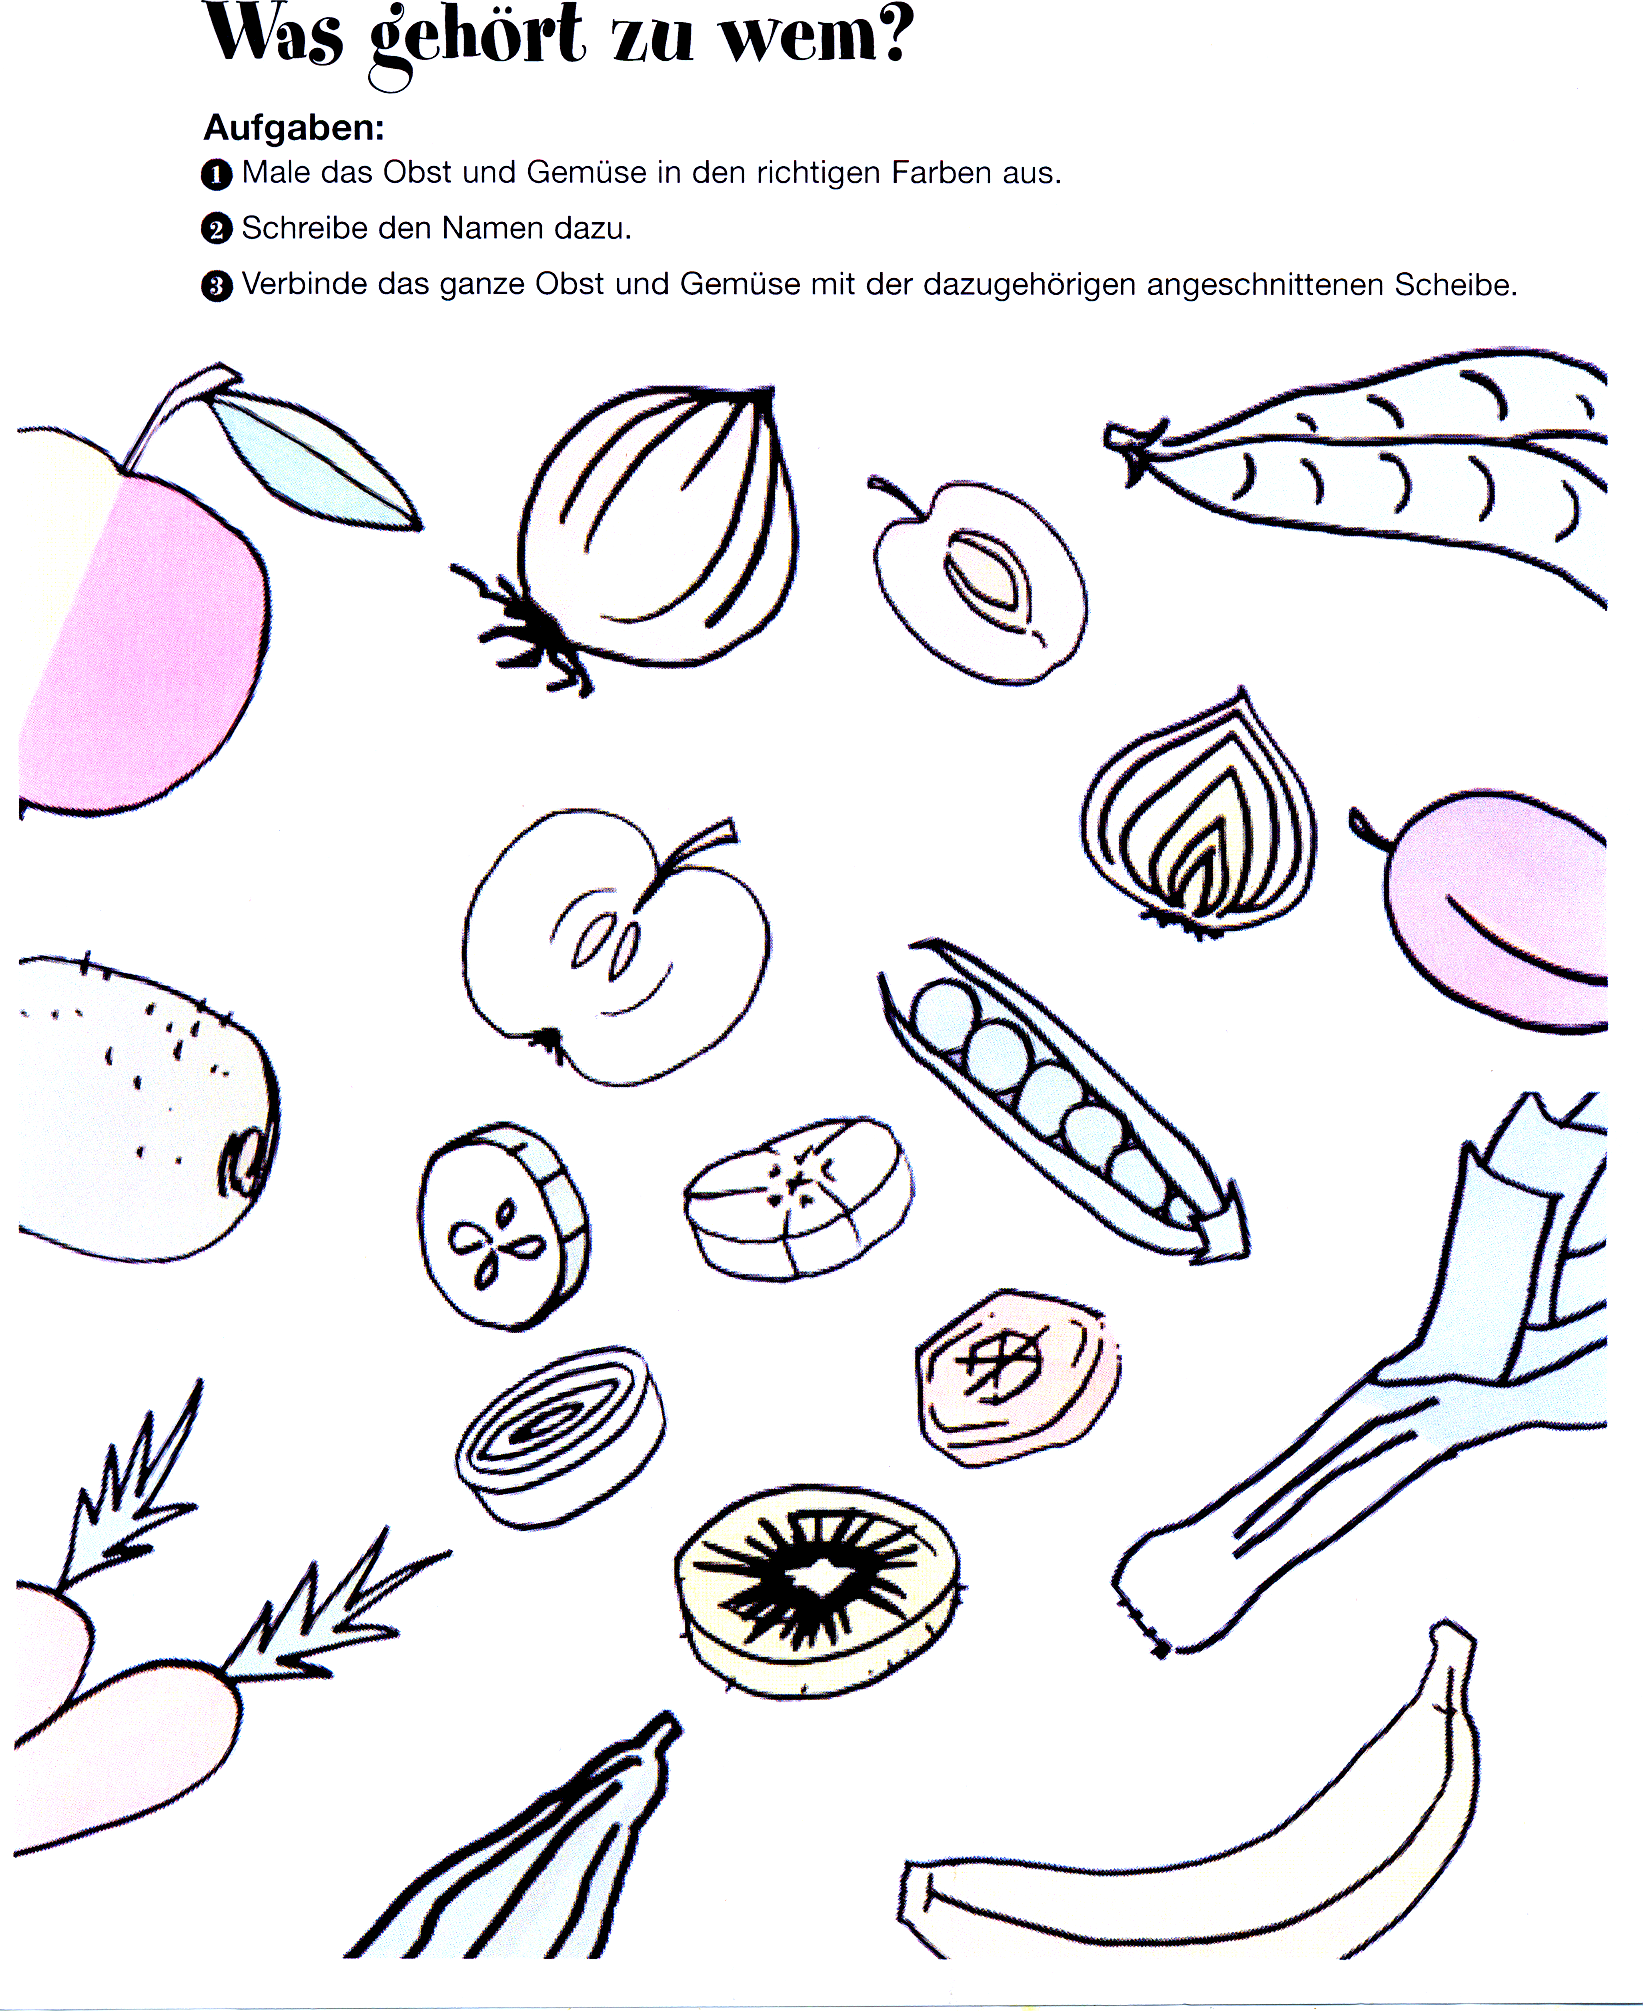 Was gehört zu wem?
Aufgaben:
1 Male das Obst und Gemüse in den richtigen Farben aus.
2 Schreibe den Namen dazu.
3 Verbinde das ganze Obst und Gemüse mit der dazugehörigen angeschnittenen Scheibe.